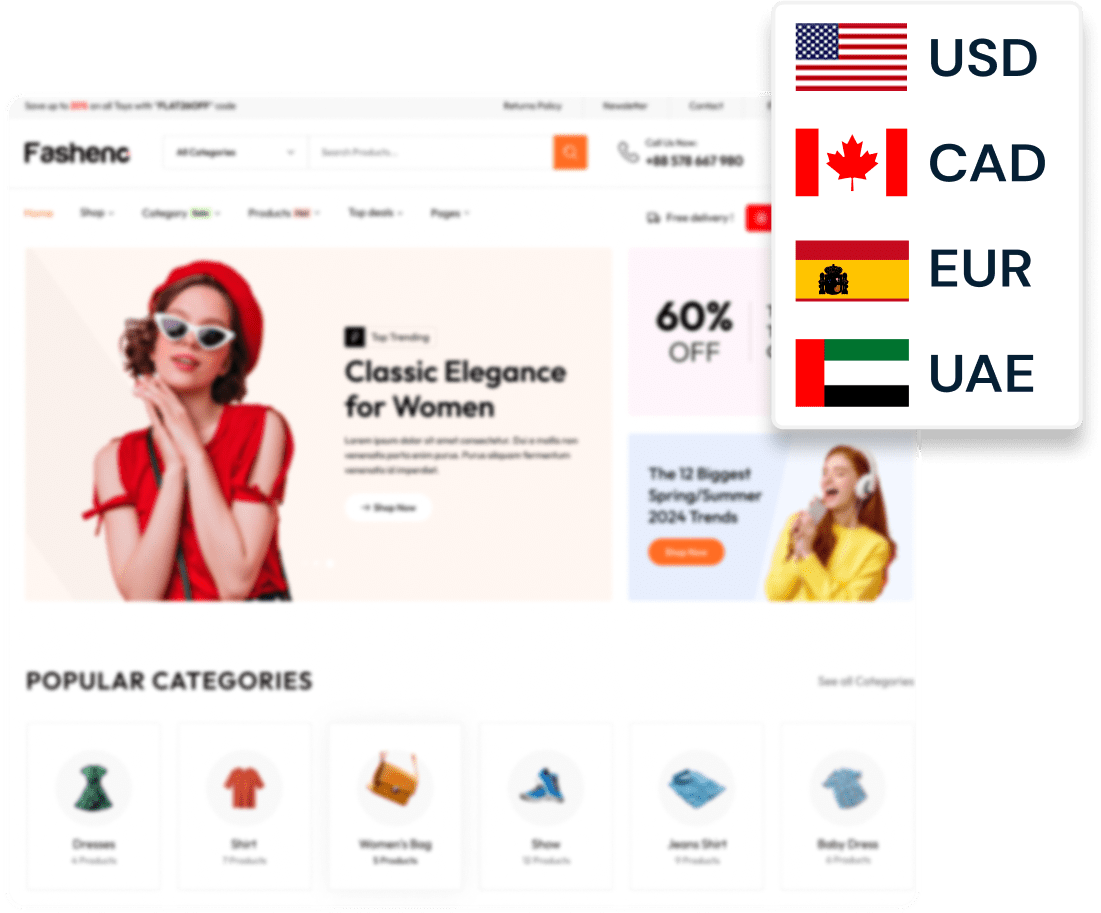 USD
CAD
EUR
UAE
Save up to on all Toys with "FLAT26OFF" code
Returns Policy
Newsletter
Contact
Fashenc
All Categories
Search Products...
Call Us Now:
+88 578 667 980
Home
Shop
Category
Products
Top deals
Pages
Free delivery !
Top Trending
Classic Elegance
for Women
Lorem ipsum dolor sit amet consectetur. Dui a mollis non
venenatis porta enim purus. Purus aliquam fermentum
venenatis id imperdiet.
Shop Now
60%
OFF
The 12 Biggest
Spring/Summer
2024 Trends
Shop Now
POPULAR CATEGORIES
See all Categories
Dresses
4 Products
Shirt
7 Products
Women's Bag
5 Products
Show
12 Products
Jeans Shirt
9 Products
Baby Dress
6 Products